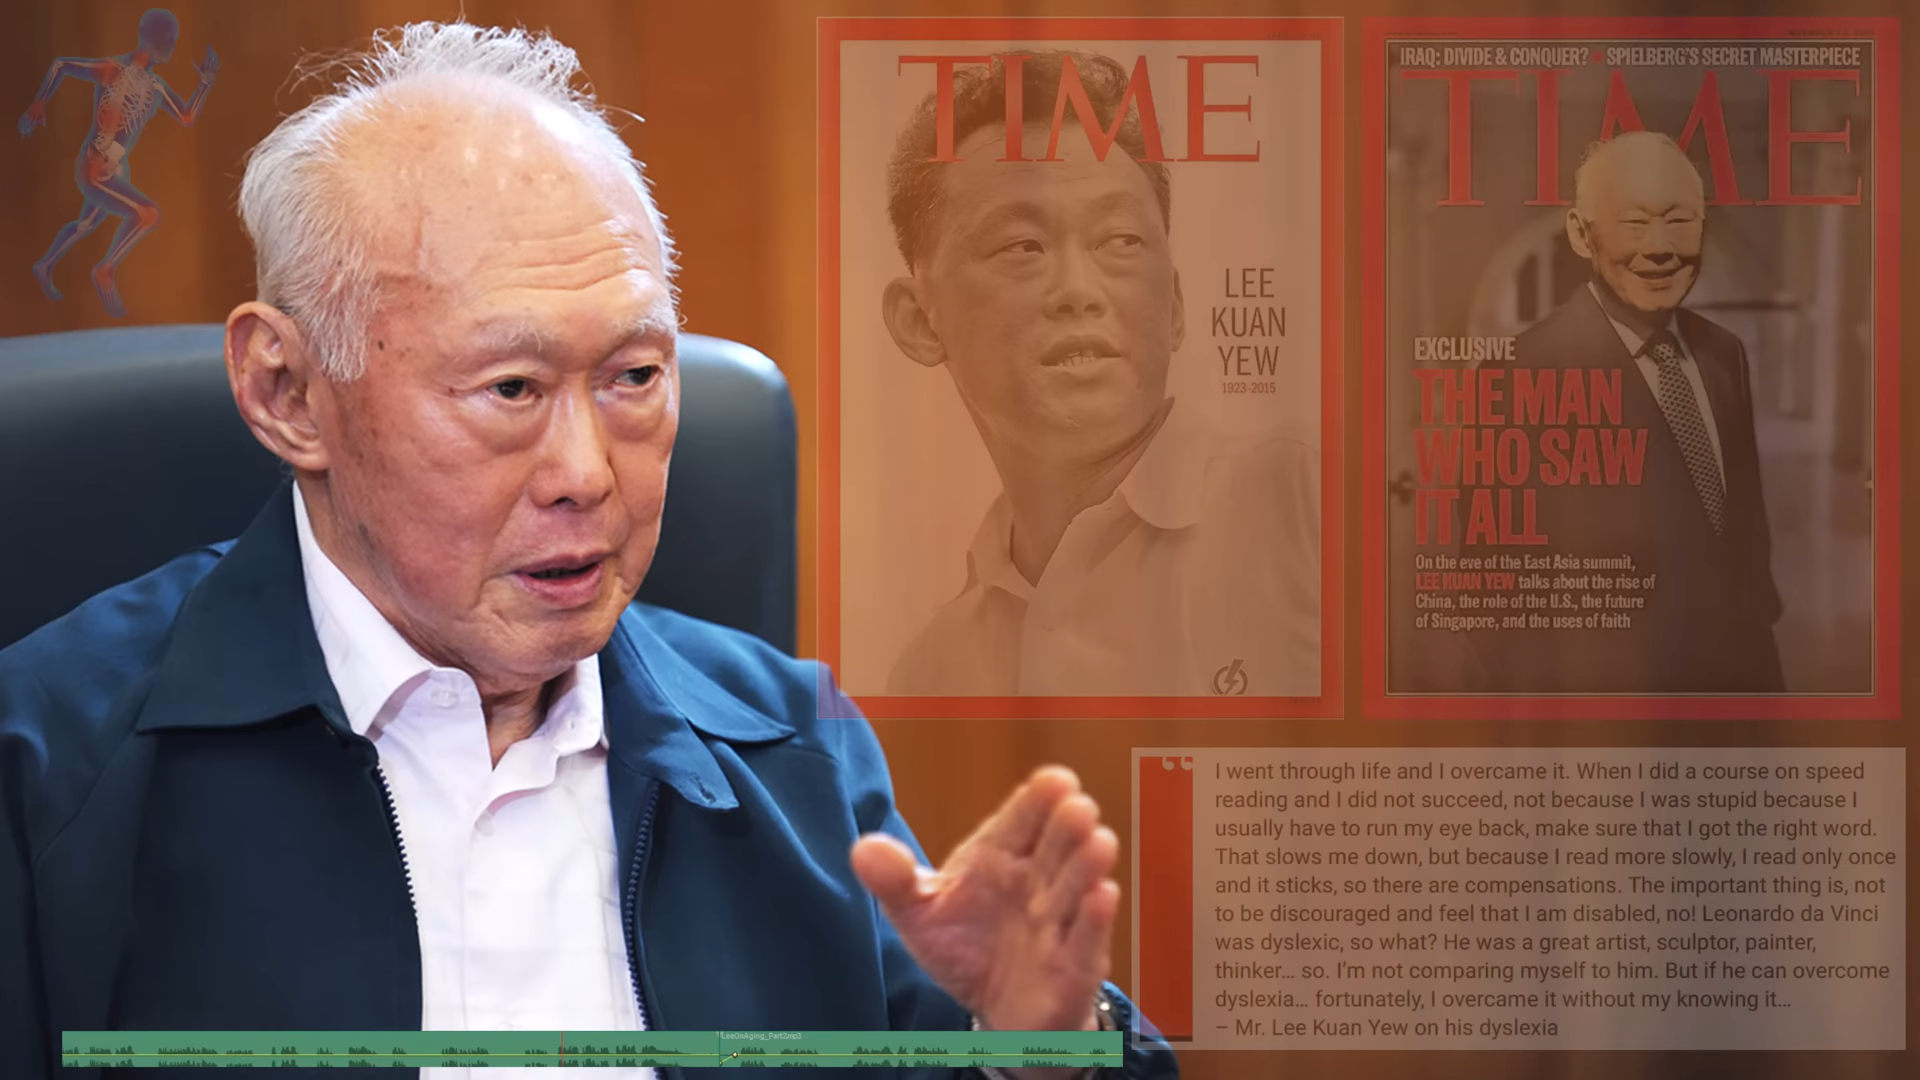 TIME
LEE
KUAN
YEW
1923-2015
IRAQ: DIVIDE & CONQUER? SPIELBERG'S SECRET MASTERPIECE
TIME
EXCLUSIVE
THE MAN
WHO SAW
IT ALL
On the eve of the East Asia summit,
LEE KUAN YEW talks about the rise of
China, the role of the U.S., the future
of Singapore, and the uses of faith
“
I went through life and I overcame it. When I did a course on speed
reading and I did not succeed, not because I was stupid because I
usually have to run my eye back, make sure that I got the right word.
That slows me down, but because I read more slowly, I read only once
and it sticks, so there are compensations. The important thing is, not
to be discouraged and feel that I am disabled, no! Leonardo da Vinci
was dyslexic, so what? He was a great artist, sculptor, painter,
thinker... so. I'm not comparing myself to him. But if he can overcome
dyslexia... fortunately, I overcame it without my knowing it...
– Mr. Lee Kuan Yew on his dyslexia
LeeOnAging_Part2.mp3